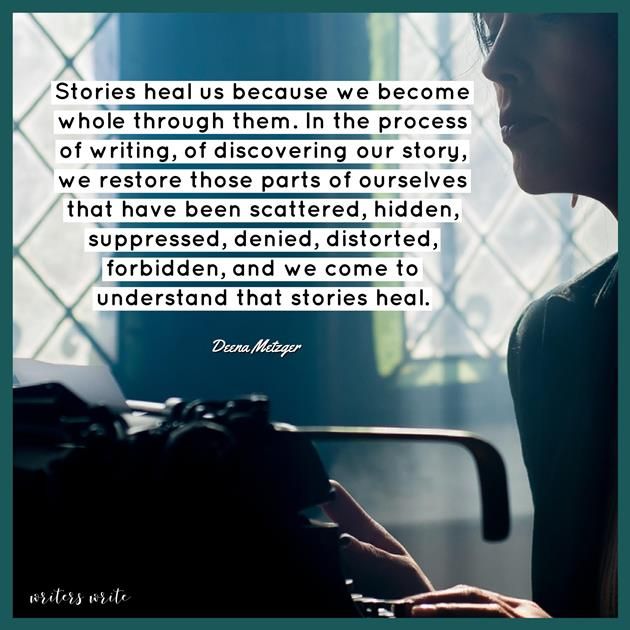 Stories heal us because we become
whole through them. In the process
of writing, of discovering our story,
we restore those parts of ourselves
that have been scattered, hidden,
suppressed, denied, distorted,
forbidden, and we come to
understand that stories heal.
Deena Metzger
writers write